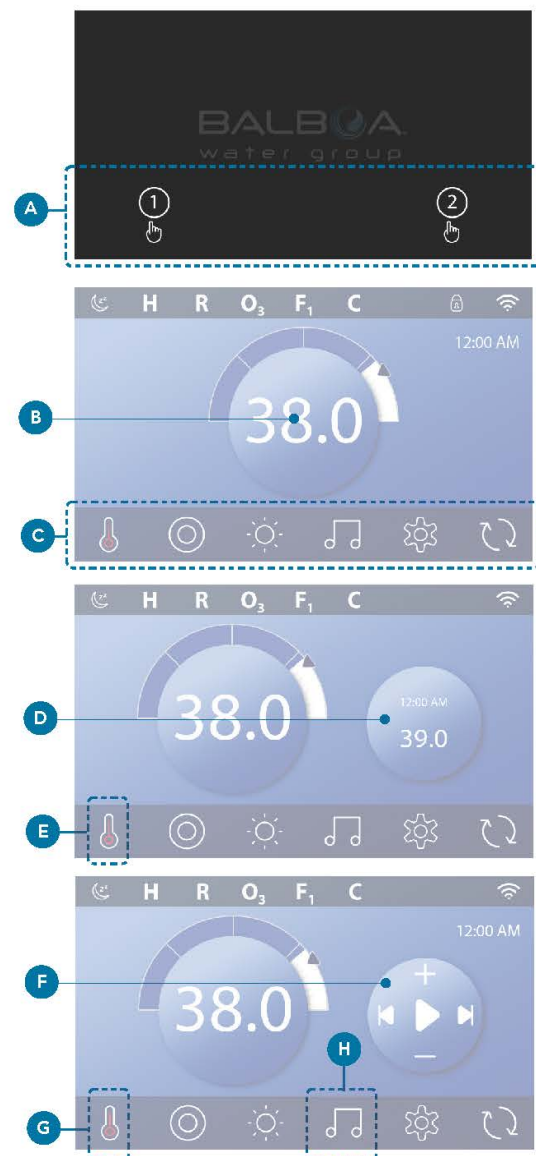 BALBOA
water group
A
1
2
H R O₃ F₁ C
12:00 AM
B
38.0
C
H R O₃ F₁ C
D
38.0
12:00 AM
39.0
E
H R O₃ F₁ C
12:00 AM
F
38.0
H
G